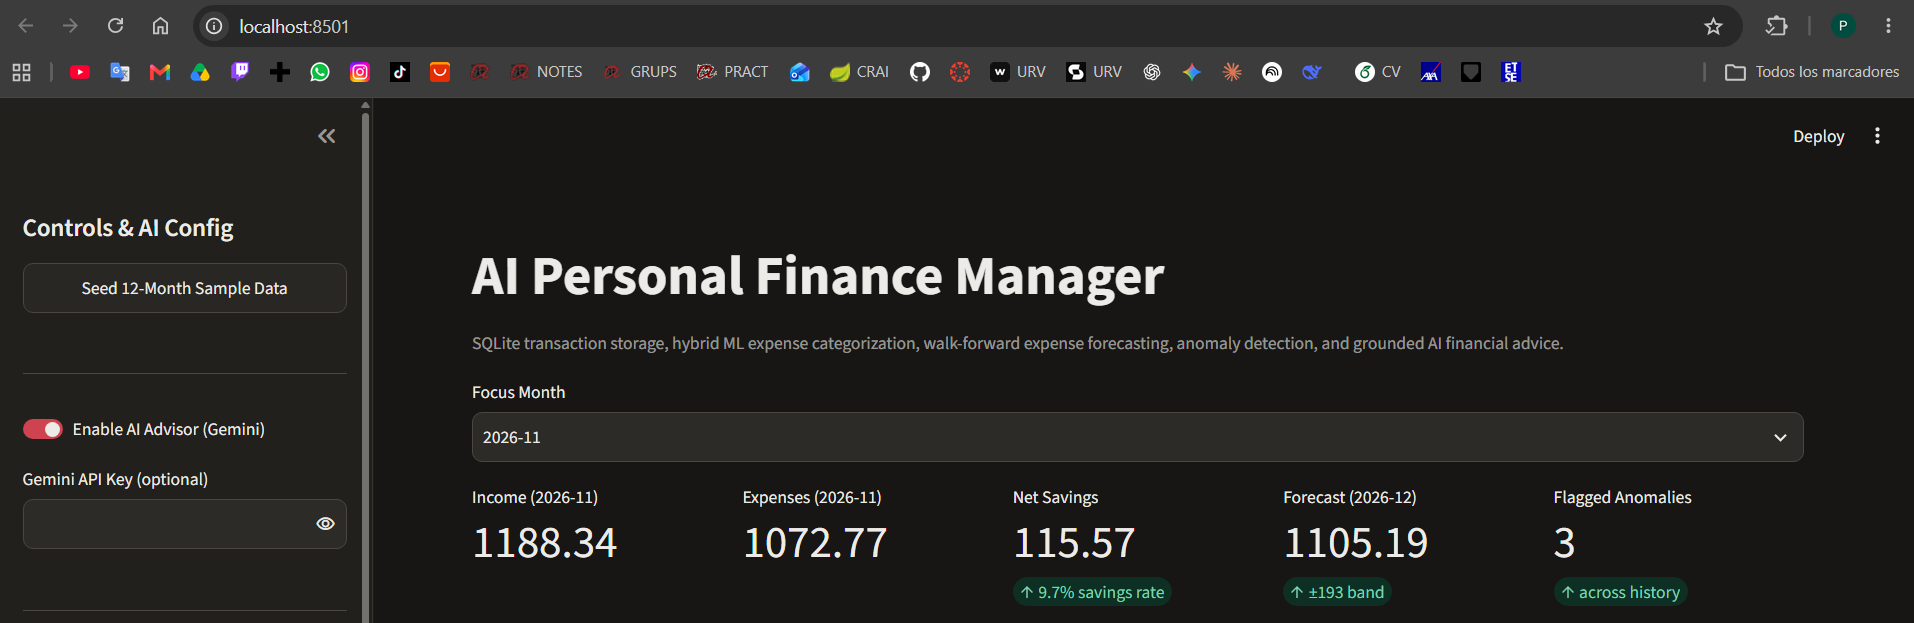 localhost:8501
P
NOTES
GRUPS
PRACT
CRAI
W URV
URV
CV
AXA
ET
SE
Todos los marcadores
Deploy
Controls & AI Config
Seed 12-Month Sample Data
Enable AI Advisor (Gemini)
Gemini API Key (optional)
AI Personal Finance Manager
SQLite transaction storage, hybrid ML expense categorization, walk-forward expense forecasting, anomaly detection, and grounded AI financial advice.
Focus Month
2026-11
Income (2026-11)
1188.34
Expenses (2026-11)
1072.77
Net Savings
115.57
↑ 9.7% savings rate
Forecast (2026-12)
1105.19
↑ ±193 band
Flagged Anomalies
3
↑ across history